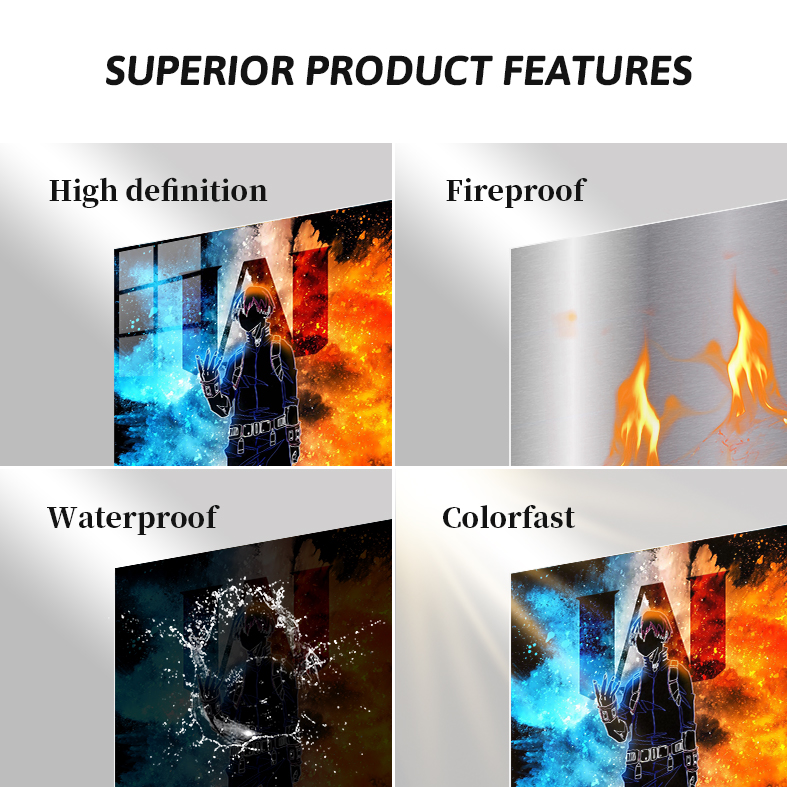 SUPERIOR PRODUCT FEATURES
High definition
Fireproof
Waterproof
Colorfast